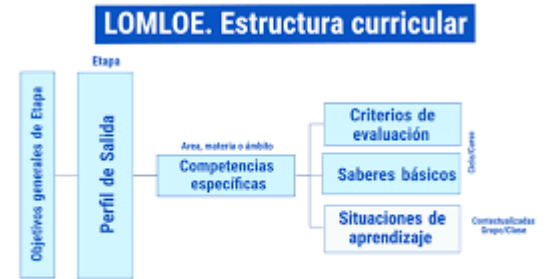 LOMLOE. Estructura curricular
Etapa
Objetivos generales de Etapa
Perfil de Salida
Area, materia o ámbito
Competencias
específicas
Criterios de
evaluación
Saberes básicos
Ciclo/Curso
Situaciones de
aprendizaje
Contextualizadas
Grupo/Clase